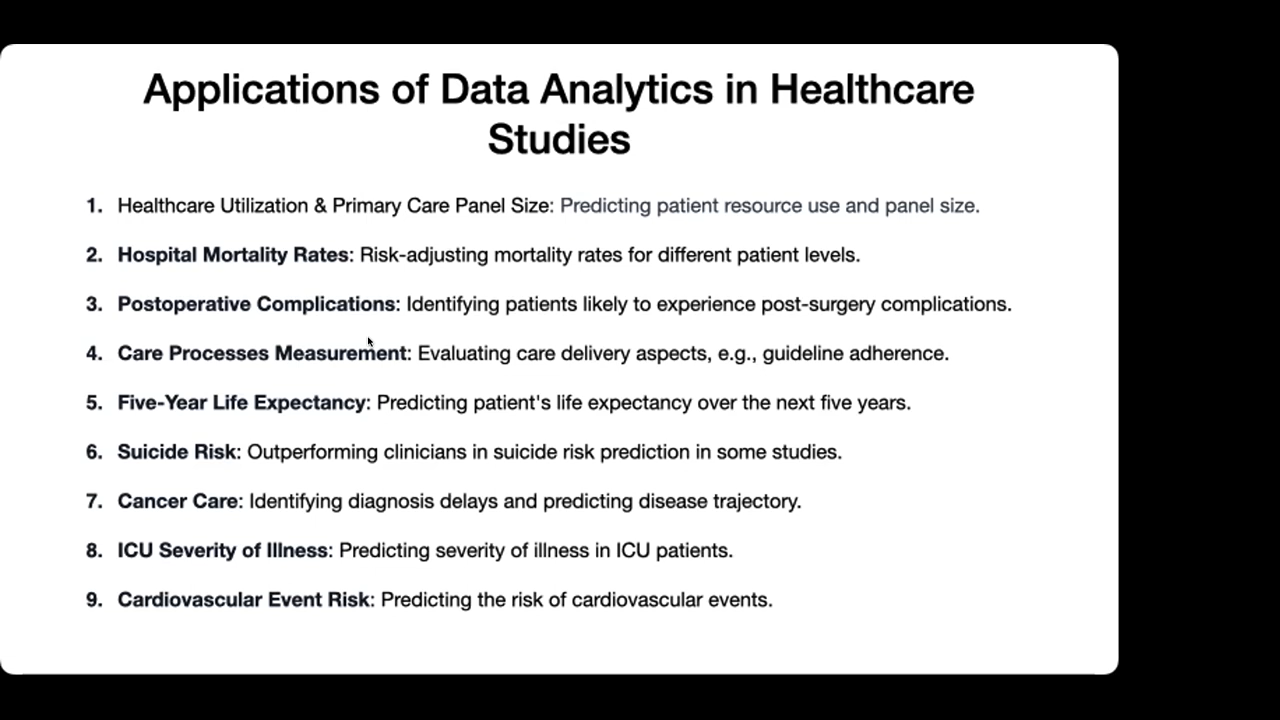 Applications of Data Analytics in Healthcare
Studies
1. Healthcare Utilization & Primary Care Panel Size: Predicting patient resource use and panel size.
2. Hospital Mortality Rates: Risk-adjusting mortality rates for different patient levels.
3. Postoperative Complications: Identifying patients likely to experience post-surgery complications.
4. Care Processes Measurement: Evaluating care delivery aspects, e.g., guideline adherence.
5. Five-Year Life Expectancy: Predicting patient's life expectancy over the next five years.
6. Suicide Risk: Outperforming clinicians in suicide risk prediction in some studies.
7. Cancer Care: Identifying diagnosis delays and predicting disease trajectory.
8. ICU Severity of Illness: Predicting severity of illness in ICU patients.
9. Cardiovascular Event Risk: Predicting the risk of cardiovascular events.